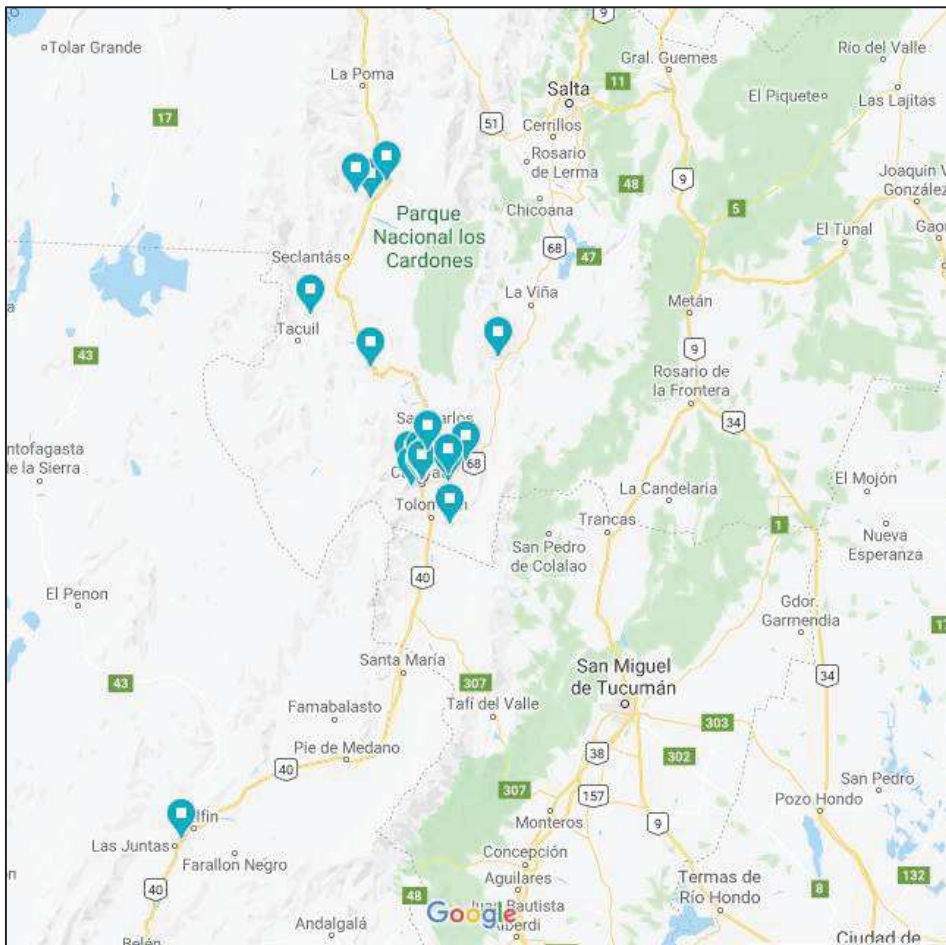 9
Tolar Grande
Río del Valle
Gral. Guemes
La Poma
11
Salta
El Piquete
Las Lajitas
17
51
Cerrillos
Rosario
de Lerma
9
48
Joaquín V
González
Chicoana
5
Parque
Nacional los
Cardones
68
El Tunal
47
Seclantás
La Viña
Metán
Tacuil
43
9
Rosario de
la Frontera
34
68
de la Sierra
El Mojón
La Candelaria
Trancas
1
Nueva
Esperanza
San Pedro
de Colalao
40
El Penon
Gdor.
Garmendia
Santa María
San Miguel
de Tucumán
34
43
307
Famabalasto
Tafí del Valle
303
38
302
Pie de Medano
40
San Pedro
307
157
Pozo Hondo
Monteros
9
Las Juntas
Farallon Negro
Concepción
132
40
Aguilares
Termas de
Río Hondo
8
48
Google
Andalgalá
Belén
Ciudad de